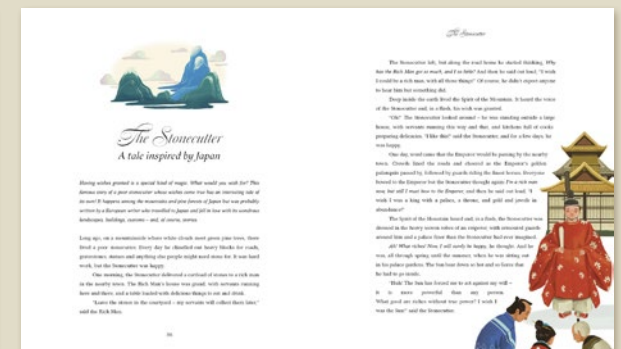 The Stonecutter
A tale inspired by Japan
Having wishes granted is a special kind of magic. What would you wish for? This
famous story of a poor stonecutter whose wishes come true has an interesting tale of
its own! It happens among the mountains and pine forests of Japan but was probably
written by a European writer who travelled to Japan and fell in love with its wondrous
landscapes, buildings, customs – and, of course, stories.
Long ago, on a mountainside where white clouds meet green pine trees, there
lived a poor stonecutter. Every day he chiselled out heavy blocks for roads,
gravestones, statues and anything else people might need stone for. It was hard
work, but the Stonecutter was happy.
One morning, the Stonecutter delivered a cartload of stones to a rich man
in the nearby town. The Rich Man's house was grand, with servants running
here and there, and a table loaded with delicious things to eat and drink.
"Leave the stones in the courtyard – my servants will collect them later,"
said the Rich Man.
The Stonecutter
The Stonecutter left, but along the road home he started thinking. Why
has the Rich Man got so much, and I so little? And then he said out loud, "I wish
I could be a rich man, with all those things!" Of course, he didn't expect anyone
to hear him but something did.
Deep inside the earth lived the Spirit of the Mountain. It heard the voice
of the Stonecutter and, in a flash, his wish was granted.
"Oh!" The Stonecutter looked around – he was standing outside a large
house, with servants running this way and that, and kitchens full of cooks
preparing delicacies. "I like this!" said the Stonecutter, and for a few days, he
was happy.
One day, word came that the Emperor would be passing by the nearby
town. Crowds lined the roads and cheered as the Emperor's golden
palanquin passed by, followed by guards riding the finest horses. Everyone
bowed to the Emperor but the Stonecutter thought again. I'm a rich man
now, but still I must bow to the Emperor, and then he said out loud, "I
wish I was a king with a palace, a throne, and gold and jewels in
abundance!"
The Spirit of the Mountain heard and, in a flash, the Stonecutter was
dressed in the heavy woven robes of an emperor, with armoured guards
around him and a palace finer than the Stonecutter had ever imagined.
Ah! What riches! Now, I will surely be happy, he thought. And he
was, all through spring until the summer, when he was sitting out
in his palace gardens. The Sun beat down so hot and so fierce that
he had to go inside.
"Hah! The Sun has forced me to act against my will –
it is more powerful than any person.
What good are riches without true power? I wish I
was the Sun!" said the Stonecutter.